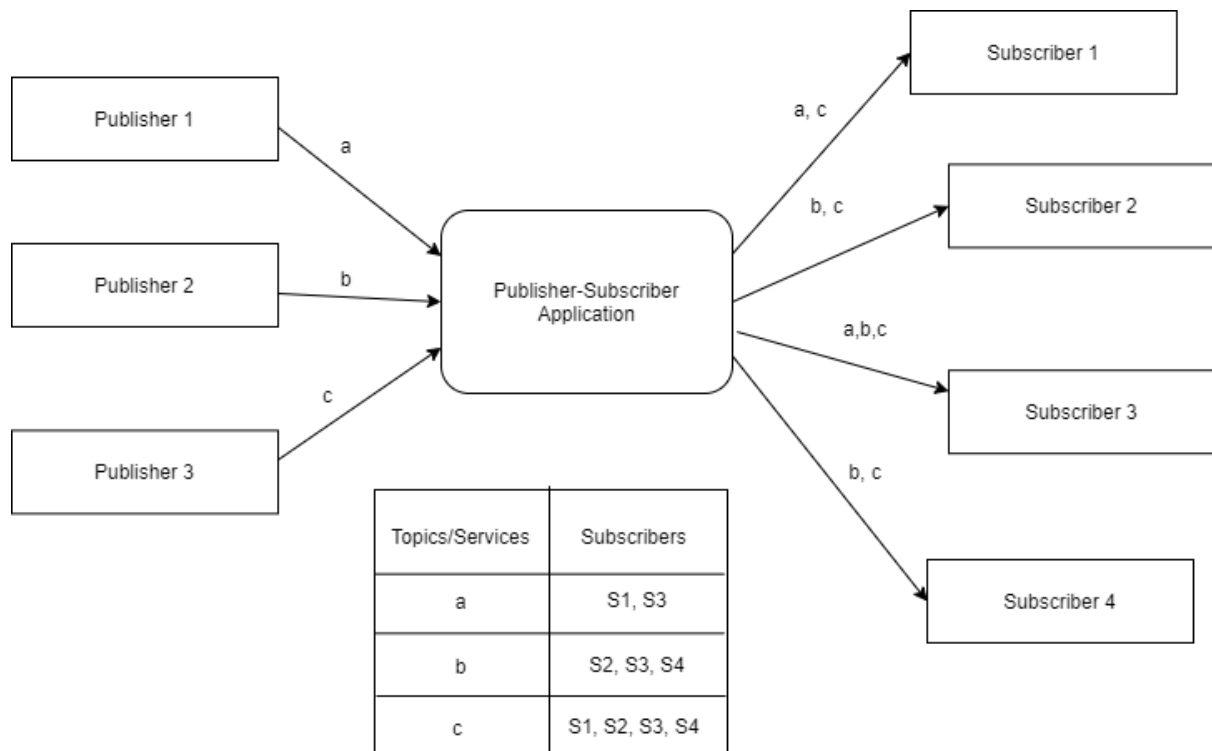 Subscriber 1
Publisher 1
a, c
a
Subscriber 2
b, c
Publisher 2
b
Publisher-Subscriber
Application
a,b,c
Subscriber 3
c
Publisher 3
b, c
Topics/Services Subscribers
a S1, S3
Subscriber 4
b S2, S3, S4
c S1, S2, S3, S4